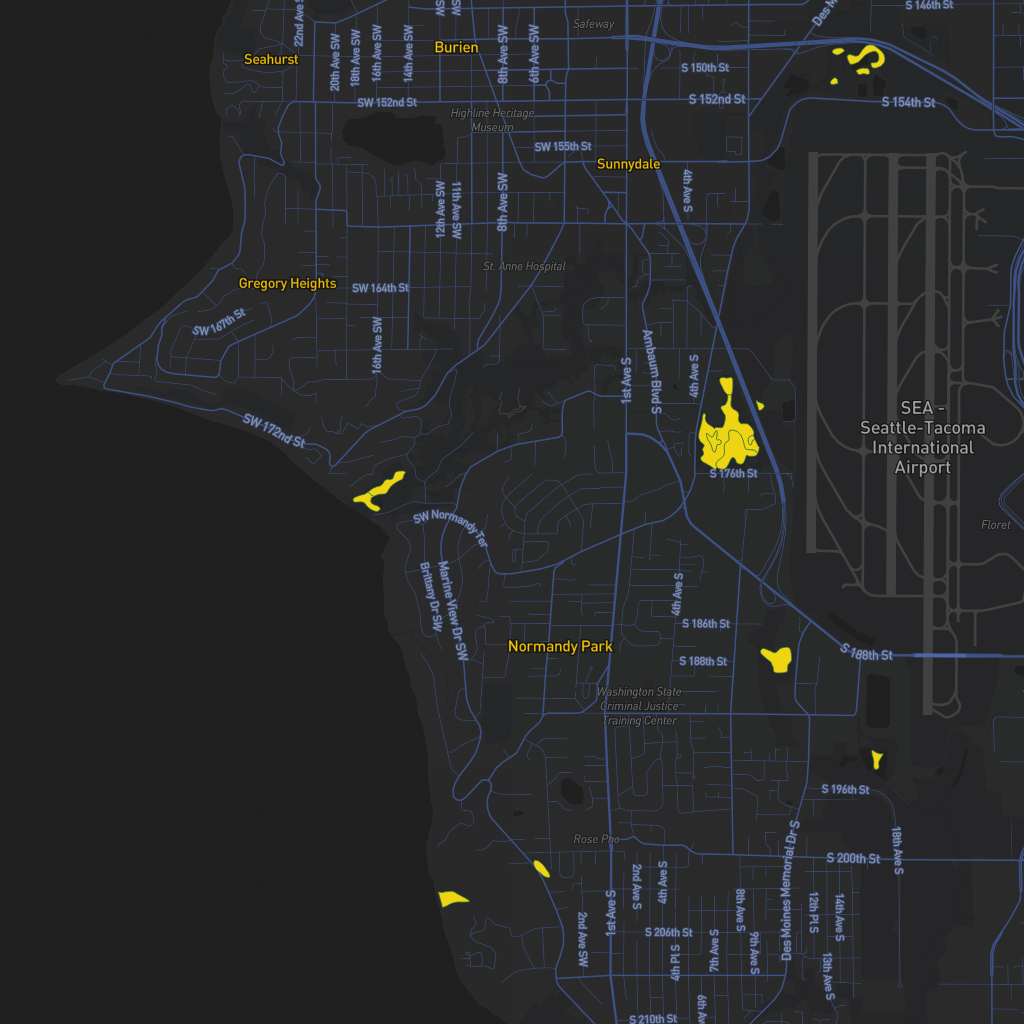 S 146th St
Des M
22nd Ave S
SW
SW
Safeway
Burien
Seahurst
20th Ave SW
18th Ave SW
16th Ave SW
14th Ave SW
8th Ave SW
6th Ave SW
S 150th St
SW 152nd St
S 152nd St
S 154th St
Highline Heritage
Museum
SW 155th St
Sunnydale
4th Ave S
12th Ave SW
11th Ave SW
8th Ave SW
St. Anne Hospital
Gregory Heights
SW 164th St
SW 167th St
16th Ave SW
1st Ave S
Ambaum Blvd S
4th Ave S
SEA -
Seattle-Tacoma
International
Airport
SW 172nd St
S 176th St
SW Normandy Ter
Floret
Brittany Dr SW
Marine View Dr SW
4th Ave S
S 186th St
Normandy Park
S 188th St
S 188th St
Washington State
Criminal Justice
Training Center
S 196th St
Rose Pho
18th Ave S
S 200th St
Des Moines Memorial Dr S
2nd Ave S
4th Ave S
1st Ave S
8th Ave S
12th Pl S
14th Ave S
2nd Ave SW
S 206th St
4th Pl S
7th Ave S
9th Ave S
13th Ave S
6th A
S 210th St